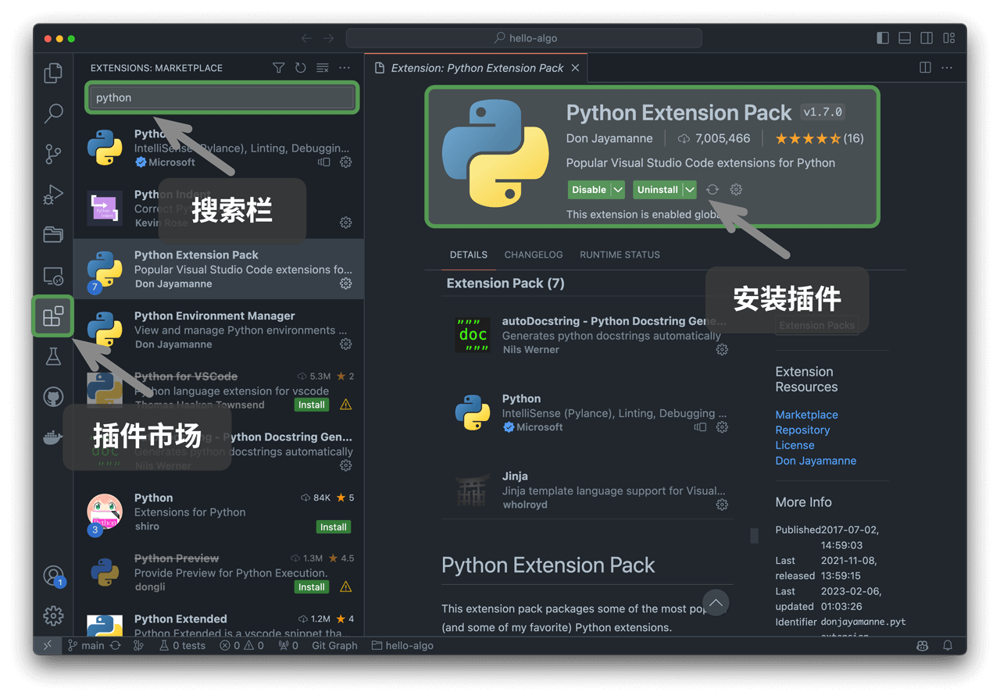 hello-algo
EXTENSIONS: MARKETPLACE
python
IntelliSense (Pylance), Linting, Debuggin...
Microsoft
搜索栏
Python Extension Pack
Popular Visual Studio Code extensions fo...
Don Jayamanne
7
Python Environment Manager
View and manage Python environments ...
Don Jayamanne
Python for VSCode 5.3M 2
Python language extension for vscode
Thomas Haakon Townsend Install
插件市场
Python Docstring Gen...
Generates python docstrings automatically
Nils Werner
Python 84K 5
Extensions for Python
shiro Install
3
Python Preview 1.3M 4.5
Provide Preview for Python Execution.
dongli Install
Python Extended 1.2M 4
Python Extended is a vscode snippet tha...
1
Extension: Python Extension Pack
Python Extension Pack v1.7.0
Don Jayamanne 7,005,466 (16)
Popular Visual Studio Code extensions for Python
Disable Uninstall
This extension is enabled
安装插件
DETAILS CHANGELOG RUNTIME STATUS
Extension Pack (7)
autoDocstring - Python Docstring Gene...
Generates python docstrings automatically
Nils Werner
doc
Python
IntelliSense (Pylance), Linting, Debugging ...
Microsoft
Jinja
Jinja template language support for Visual...
wholroyd
Python Extension Pack
This extension pack packages some of the most
(and some of my favorite) Python extensions.
Extension Packs
Extension
Resources
Marketplace
Repository
License
Don Jayamanne
More Info
Published 2017-07-02,
14:59:03
Last 2021-11-08,
released 13:59:15
Last 2023-02-06,
updated 01:03:26
Identifier donjayamanne.pyt
main 0 tests 0 0 0 Git Graph hello-algo